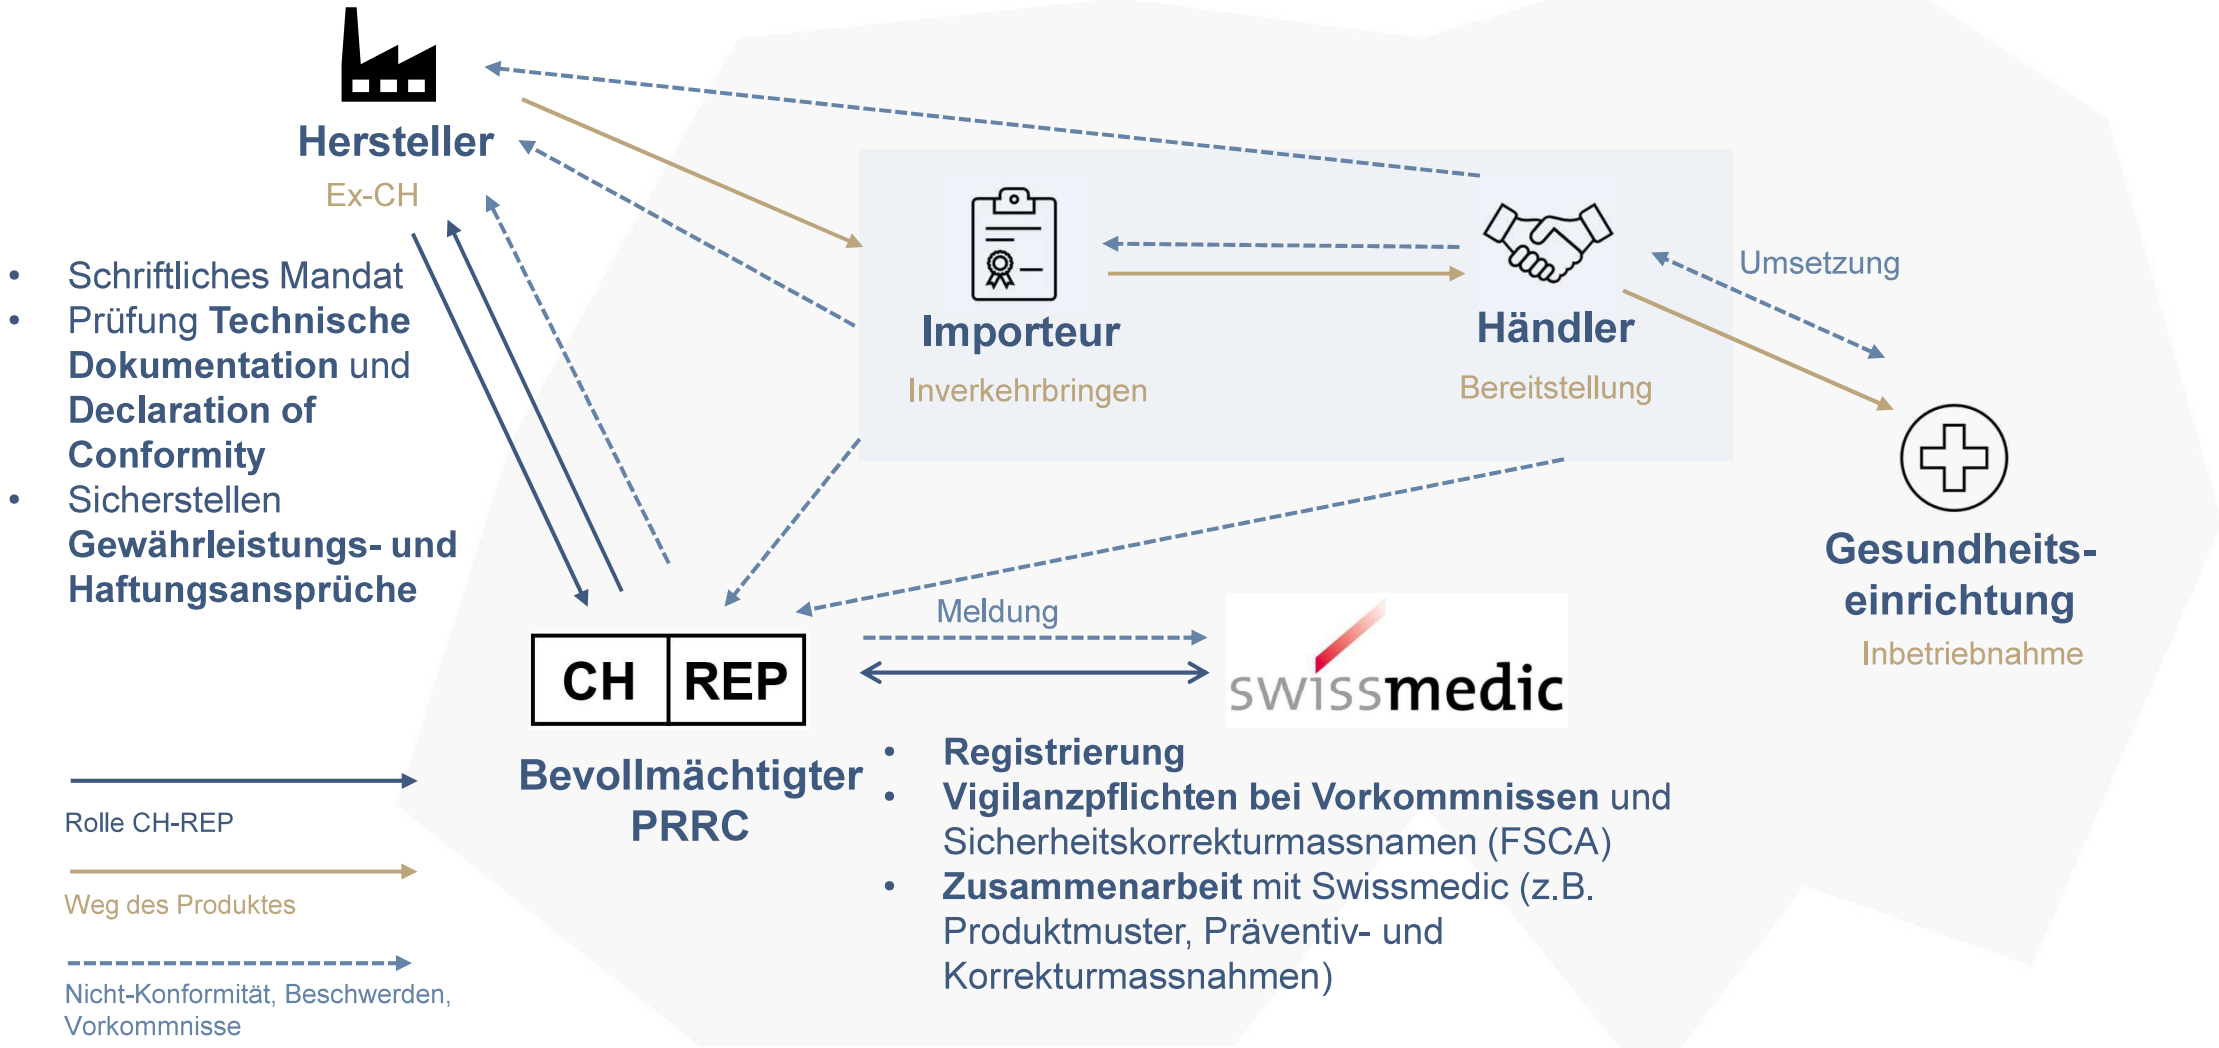 Hersteller
Ex-CH
• Schriftliches Mandat
• Prüfung Technische
Dokumentation und
Declaration of
Conformity
• Sicherstellen
Gewährleistungs- und
Haftungsansprüche
Importeur
Inverkehrbringen
Händler
Bereitstellung
Umsetzung
Gesundheits-
einrichtung
Inbetriebnahme
CH REP
Bevollmächtigter
PRRC
Meldung
swissmedic
• Registrierung
• Vigilanzpflichten bei Vorkommnissen und
Sicherheitskorrekturmassnamen (FSCA)
• Zusammenarbeit mit Swissmedic (z.B.
Produktmuster, Präventiv- und
Korrekturmassnahmen)
Rolle CH-REP
Weg des Produktes
Nicht-Konformität, Beschwerden,
Vorkommnisse